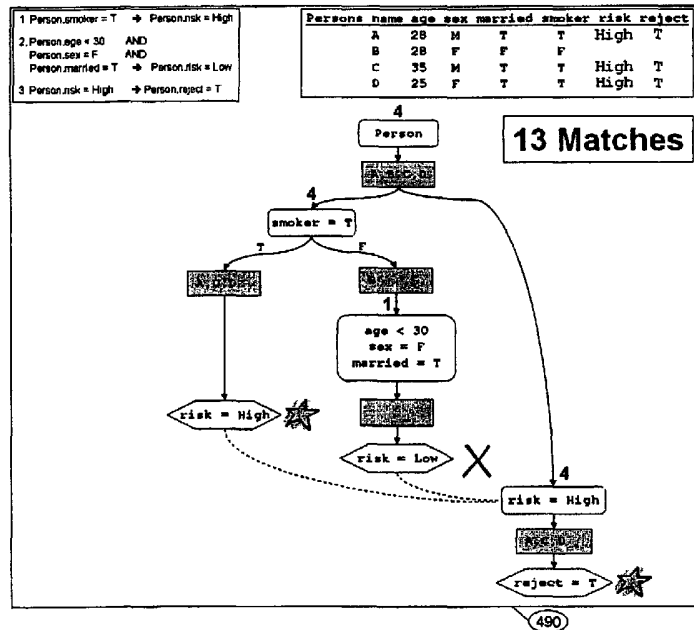 1 Person.smoker = T → Person.risk = High
2. Person.age < 30 AND
Person.sex = F AND
Person.married = T → Person.risk = Low
3 Person.risk = High → Person.reject = T
Persons name age sex married smoker risk reject
A 28 M T T High T
B 28 F F F
C 35 M T T High T
D 25 F T T High T
13 Matches
4
Person
4
smoker = T
T F
1
age < 30
sex = F
married = T
risk = High
risk = Low
4
risk = High
reject = T
490